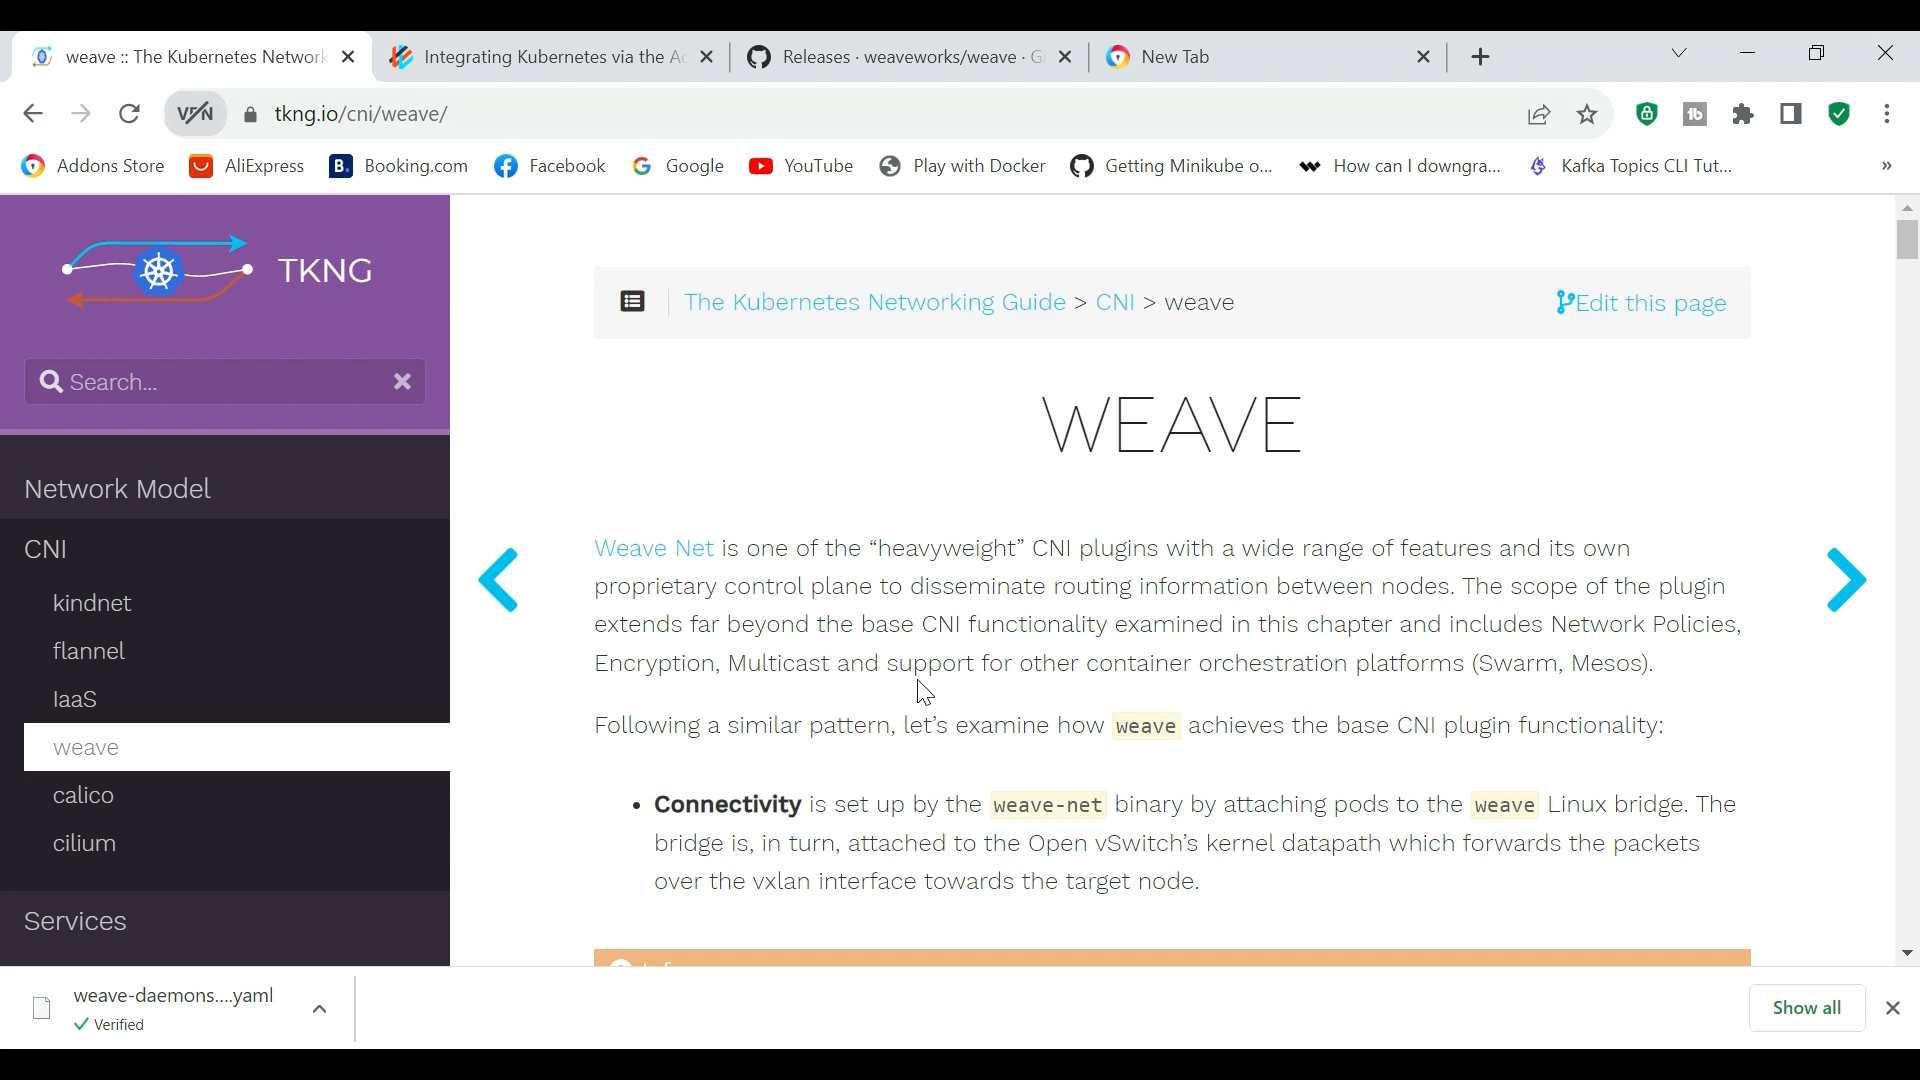 weave :: The Kubernetes Network
Integrating Kubernetes via the Ad
Releases · weaveworks/weave · Gi
New Tab
VPN
tkng.io/cni/weave/
Addons Store
AliExpress
B.
Booking.com
Facebook
Google
YouTube
Play with Docker
Getting Minikube o...
How can I downgra...
Kafka Topics CLI Tut...
»
TKNG
Search...
Network Model
CNI
kindnet
flannel
IaaS
weave
calico
cilium
Services
The Kubernetes Networking Guide > CNI > weave
Edit this page
WEAVE
Weave Net is one of the “heavyweight” CNI plugins with a wide range of features and its own
proprietary control plane to disseminate routing information between nodes. The scope of the plugin
extends far beyond the base CNI functionality examined in this chapter and includes Network Policies,
Encryption, Multicast and support for other container orchestration platforms (Swarm, Mesos).
Following a similar pattern, let’s examine how weave achieves the base CNI plugin functionality:
• Connectivity is set up by the weave-net binary by attaching pods to the weave Linux bridge. The
bridge is, in turn, attached to the Open vSwitch’s kernel datapath which forwards the packets
over the vxlan interface towards the target node.
weave-daemons....yaml
Verified
Show all